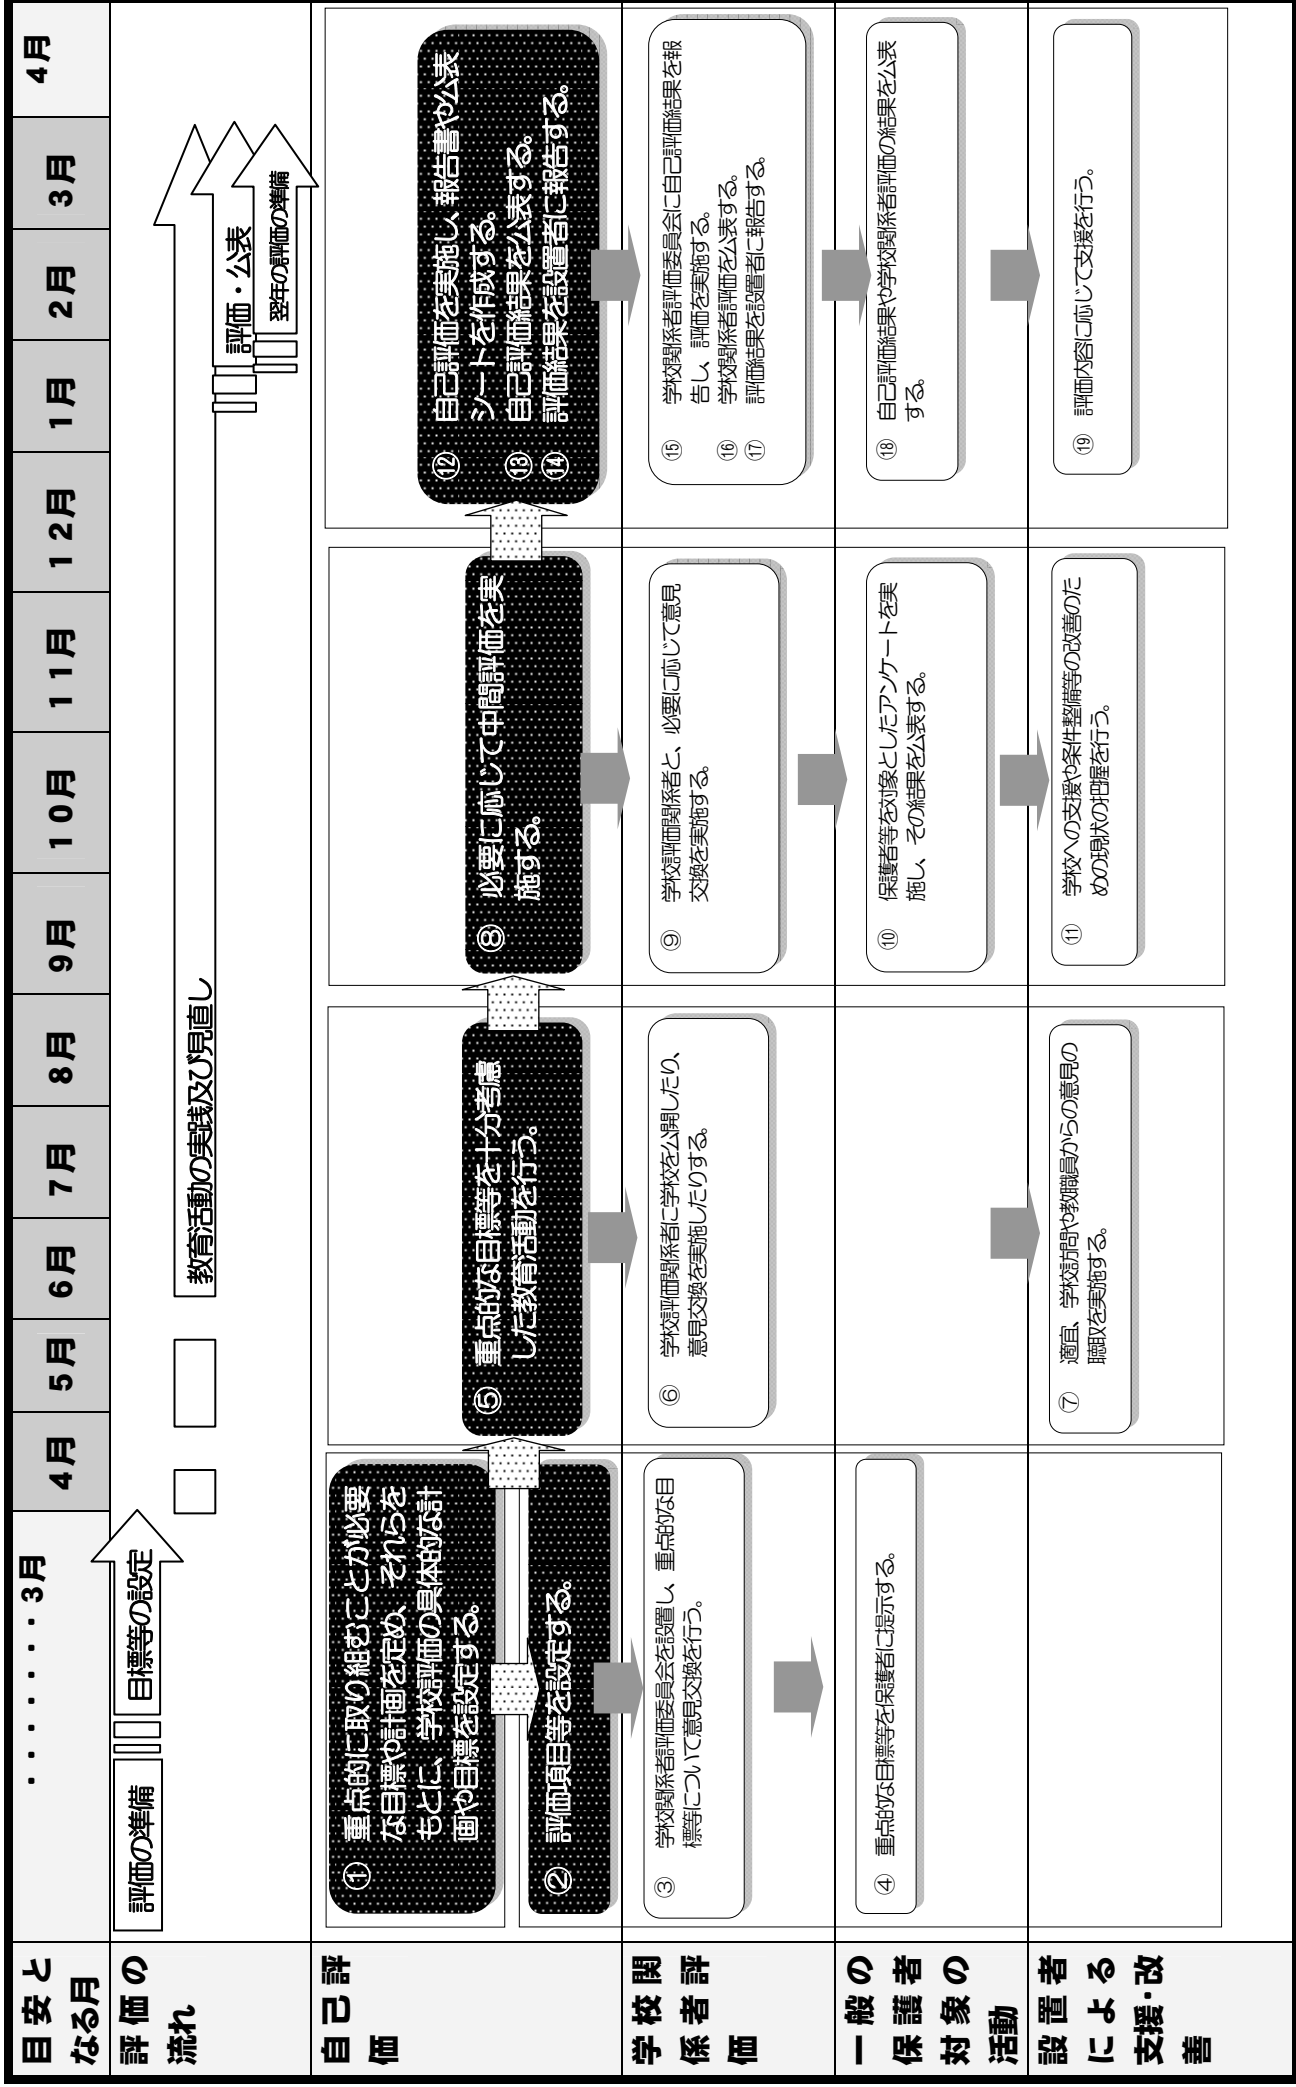 目安と
なる月
・・・・・・・3月
4月
5月
6月
7月
8月
9月
10月
11月
12月
1月
2月
3月
4月
評価の
流れ
評価の準備
目標等の設定
教育活動の実践及び見直し
評価・公表
翌年の評価の準備
自己評
価
① 重点的に取り組むことが必要
な目標や計画を定め、それらを
もとに、学校評価の具体的な計
画や目標を設定する。
② 評価項目等を設定する。
⑤ 重点的な目標等を十分考慮
した教育活動を行う。
⑧ 必要に応じて中間評価を実
施する。
⑫ 自己評価を実施し、報告書や公表
シートを作成する。
⑬ 自己評価結果を公表する。
⑭ 評価結果を設置者に報告する。
学校関
係者評
価
③ 学校関係者評価委員会を設置し、重点的な目
標等について意見交換を行う。
⑥ 学校評価関係者に学校を公開したり、
意見交換を実施したりする。
⑨ 学校評価関係者と、必要に応じて意見
交換を実施する。
⑮ 学校関係者評価委員会に自己評価結果を報
告し、評価を実施する。
⑯ 学校関係者評価を公表する。
⑰ 評価結果を設置者に報告する。
一般の
保護者
対象の
活動
④ 重点的な目標等を保護者に提示する。
⑩ 保護者等を対象としたアンケートを実
施し、その結果を公表する。
⑱ 自己評価結果や学校関係者評価の結果を公表
する。
設置者
による
支援・改
善
⑦ 適宜、学校訪問や教職員からの意見の
聴取を実施する。
⑪ 学校への支援や条件整備等の改善のた
めの現状の把握を行う。
⑲ 評価内容に応じて支援を行う。